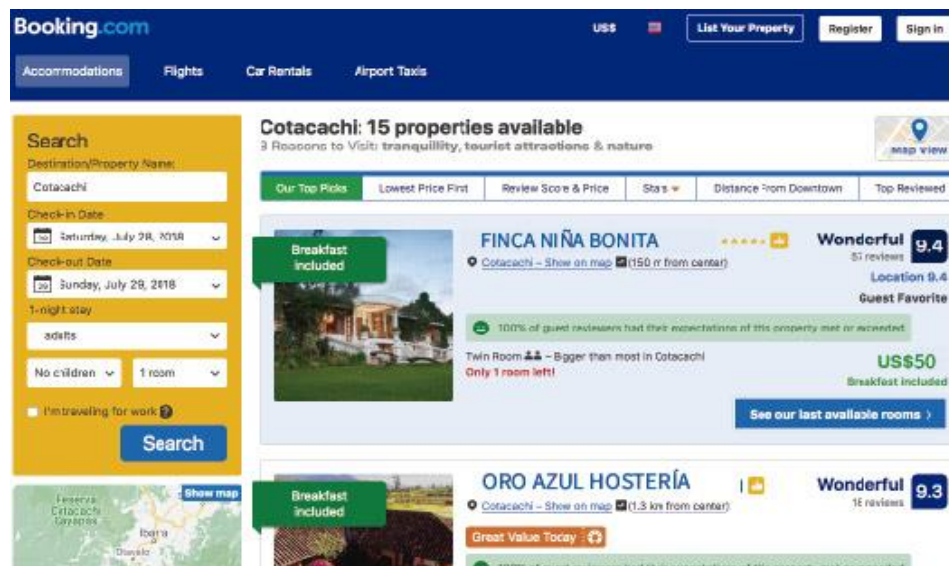 Booking.com
US$
List Your Property
Register
Sign in
Accommodations
Flights
Car Rentals
Airport Taxis
Search
Destination/Property Name:
Cotacachi
Check-in Date
Saturday, July 28, 2018
Check-out Date
Sunday, July 29, 2018
1-night stay
adults
No children
1 room
I'm traveling for work
Search
Show map
Reserva
Cotacachi
Cayapas
Ibarra
Otavalo
Cotacachi: 15 properties available
3 Reasons to Visit: tranquillity, tourist attractions & nature
map view
Our Top Picks
Lowest Price First
Review Score & Price
Stars
Distance From Downtown
Top Reviewed
Breakfast
included
FINCA NIÑA BONITA
Cotacachi – Show on map (150 m from center)
Wonderful 9.4
reviews
Location 9.4
Guest Favorite
100% of guest reviewers had their expectations of this property met or exceeded
Twin Room – Bigger than most in Cotacachi
Only 1 room left!
US$50
Breakfast included
See our last available rooms
Breakfast
included
ORO AZUL HOSTERÍA
Cotacachi – Show on map (1.3 km from center)
Wonderful 9.3
reviews
Great Value Today